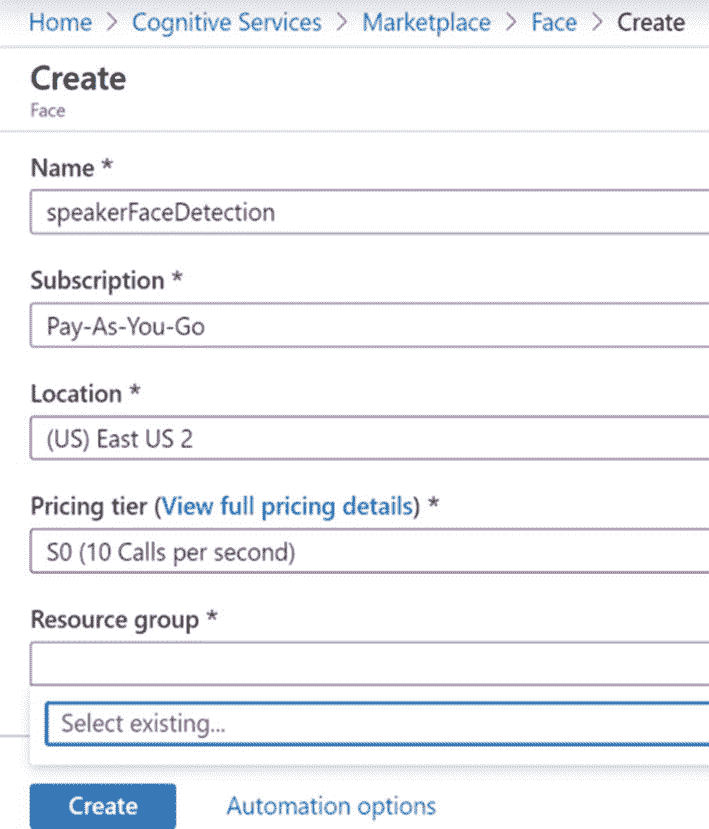 Home > Cognitive Services > Marketplace > Face > Create
Create
Face
Name *
speakerFaceDetection
Subscription *
Pay-As-You-Go
Location *
(US) East US 2
Pricing tier (View full pricing details) *
S0 (10 Calls per second)
Resource group *
Select existing...
Create Automation options